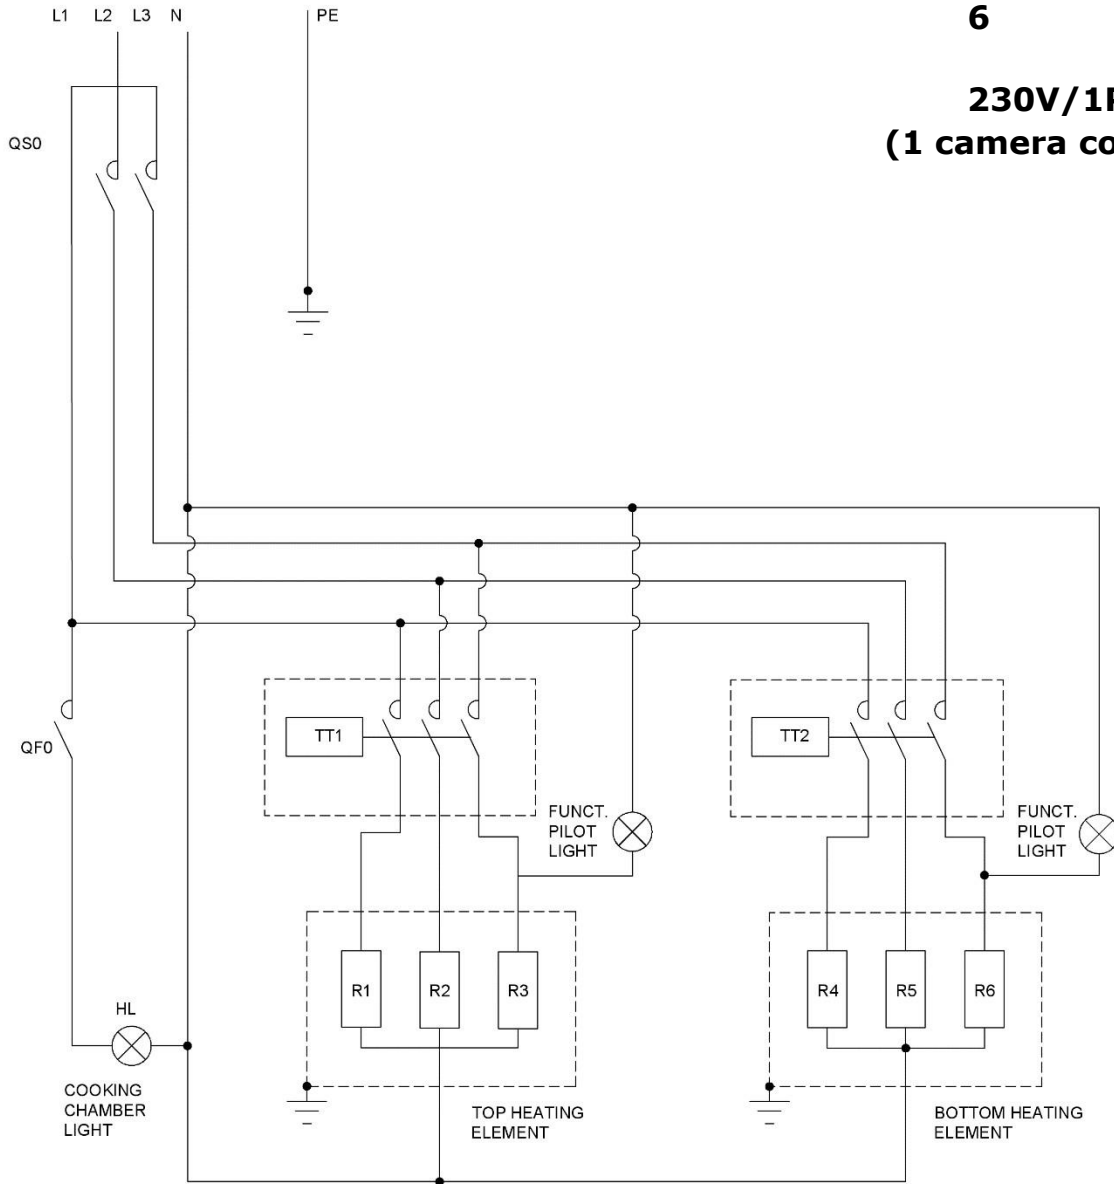 L1 L2 L3 N PE
6
230V/1
(1 camera co
QS0
QF0
TT1
TT2
FUNCT.
PILOT
LIGHT
FUNCT.
PILOT
LIGHT
R1 R2 R3
R4 R5 R6
HL
COOKING
CHAMBER
LIGHT
TOP HEATING
ELEMENT
BOTTOM HEATING
ELEMENT